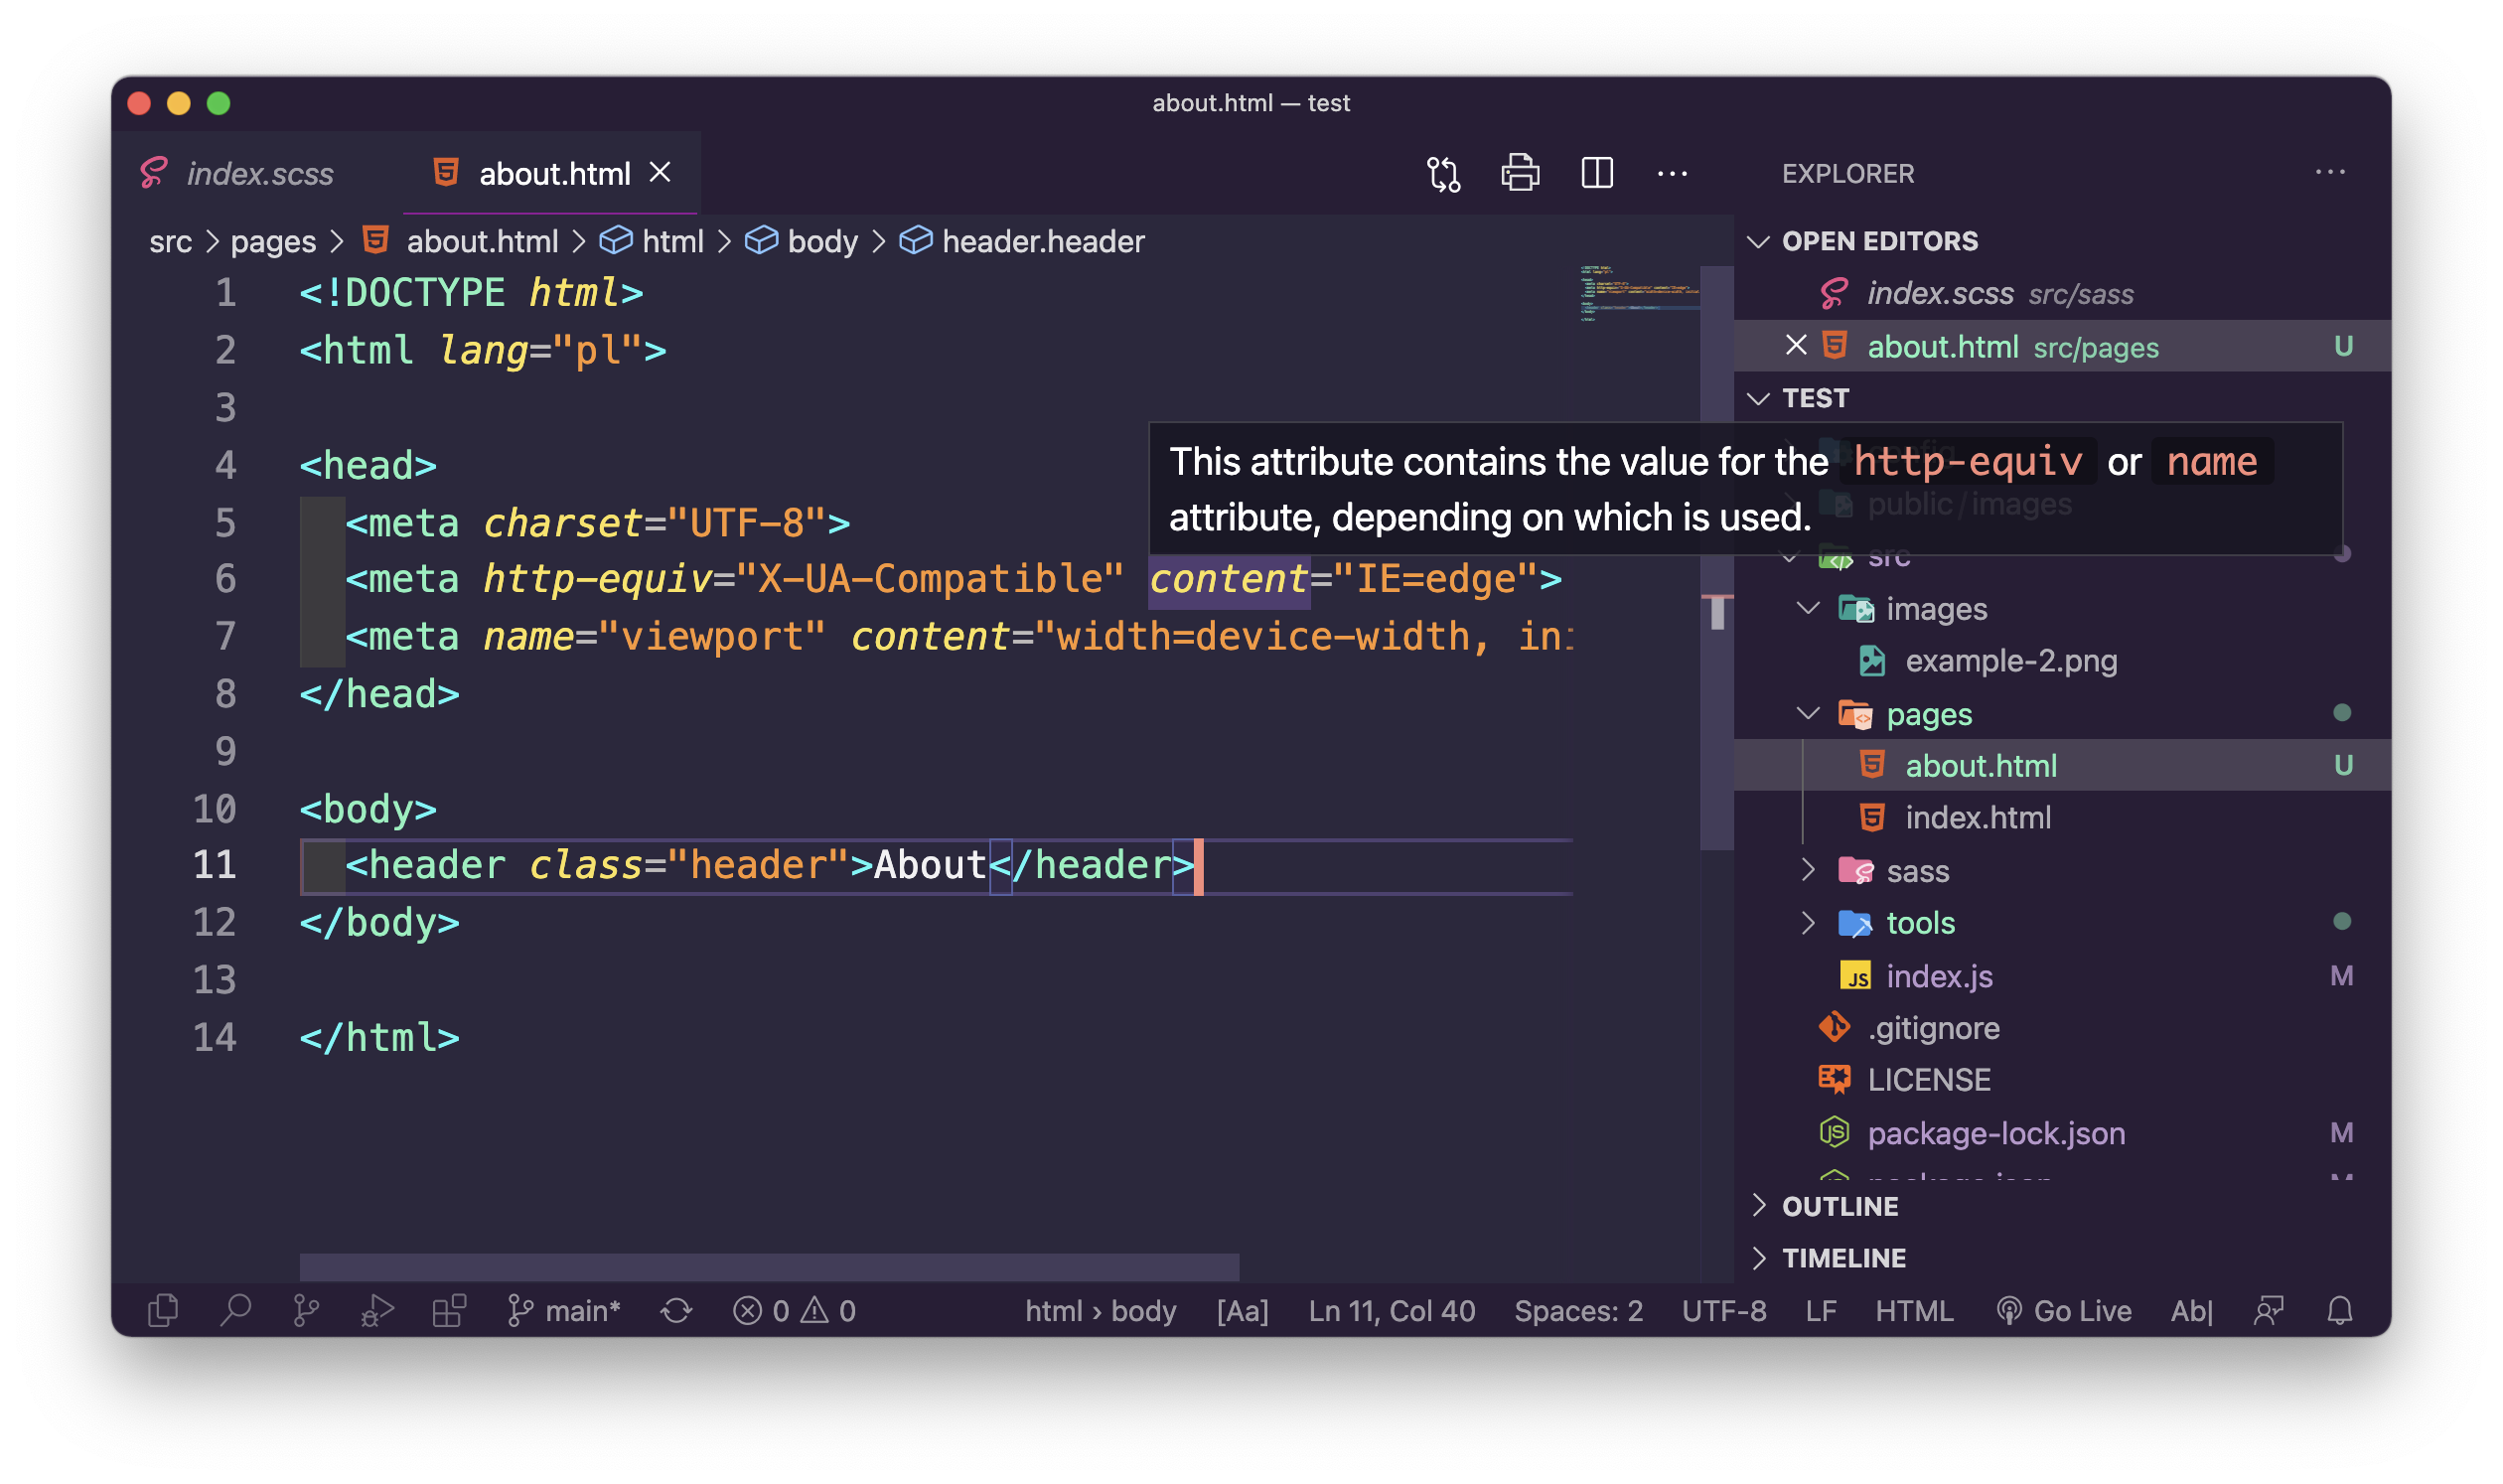 about.html — test
index.scss
about.html
src > pages > about.html > html > body > header.header
1 <!DOCTYPE html>
2 <html lang="pl">
3
4 <head>
5 <meta charset="UTF-8">
6 <meta http-equiv="X-UA-Compatible" content="IE=edge">
7 <meta name="viewport" content="width=device-width, ini
8 </head>
9
10 <body>
11 <header class="header">About</header>
12 </body>
13
14 </html>
This attribute contains the value for the http-equiv or name
attribute, depending on which is used.
EXPLORER
OPEN EDITORS
index.scss src/sass
about.html src/pages U
TEST
public/images
src
images
example-2.png
pages
about.html U
index.html
sass
tools
JS index.js M
.gitignore
LICENSE
package-lock.json M
package.json M
OUTLINE
TIMELINE
main* 0 0 html › body [Aa] Ln 11, Col 40 Spaces: 2 UTF-8 LF HTML Go Live Ab|